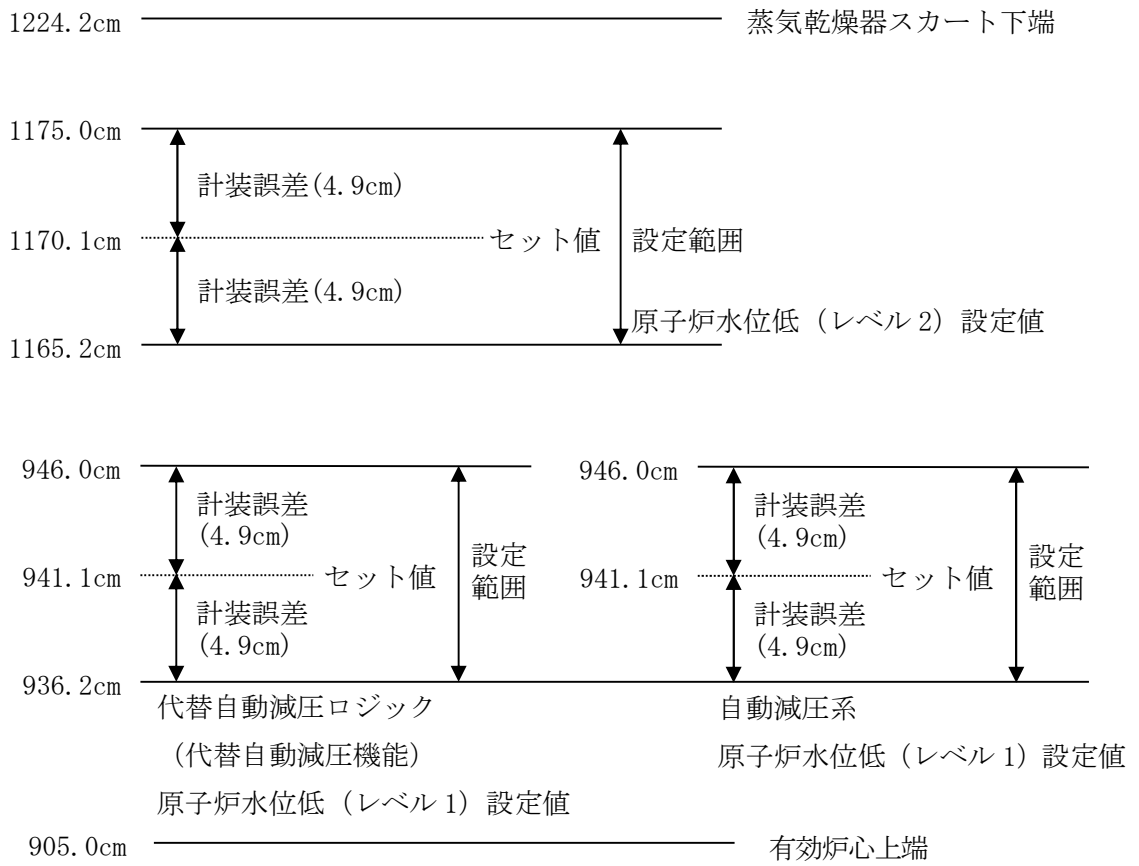 1224.2cm 蒸気乾燥器スカート下端
1175.0cm
計装誤差(4.9cm)
1170.1cm セット値 設定範囲
計装誤差(4.9cm)
原子炉水位低（レベル2）設定値
1165.2cm
946.0cm
計装誤差
(4.9cm)
設定
範囲
941.1cm セット値
計装誤差
(4.9cm)
936.2cm
代替自動減圧ロジック
（代替自動減圧機能）
原子炉水位低（レベル1）設定値
946.0cm
計装誤差
(4.9cm)
設定
範囲
941.1cm セット値
計装誤差
(4.9cm)
自動減圧系
原子炉水位低（レベル1）設定値
905.0cm 有効炉心上端